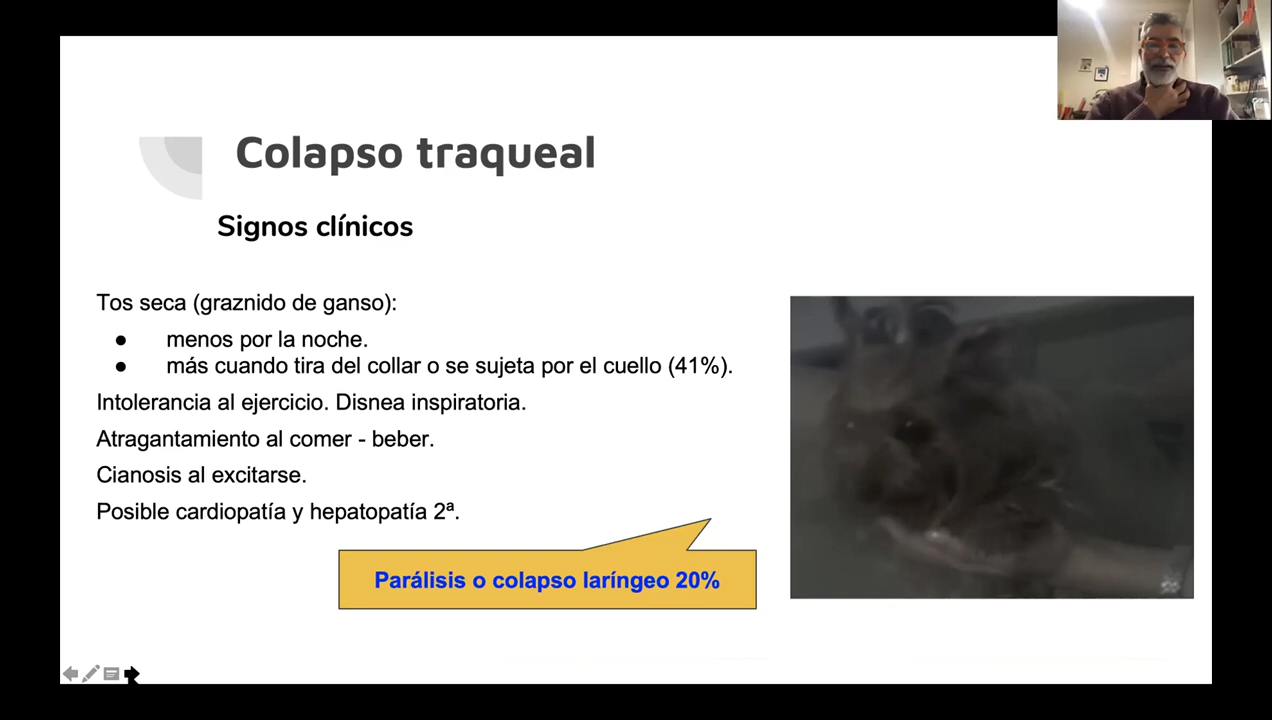 Colapso traqueal
Signos clínicos
Tos seca (graznido de ganso):
● menos por la noche.
● más cuando tira del collar o se sujeta por el cuello (41%).
Intolerancia al ejercicio. Disnea inspiratoria.
Atragantamiento al comer - beber.
Cianosis al excitarse.
Posible cardiopatía y hepatopatía 2ª.
Parálisis o colapso laríngeo 20%